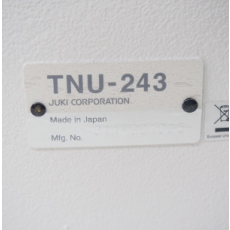 TNU-243
JUKI CORPORATION
Made in Japan
Mfg. No.